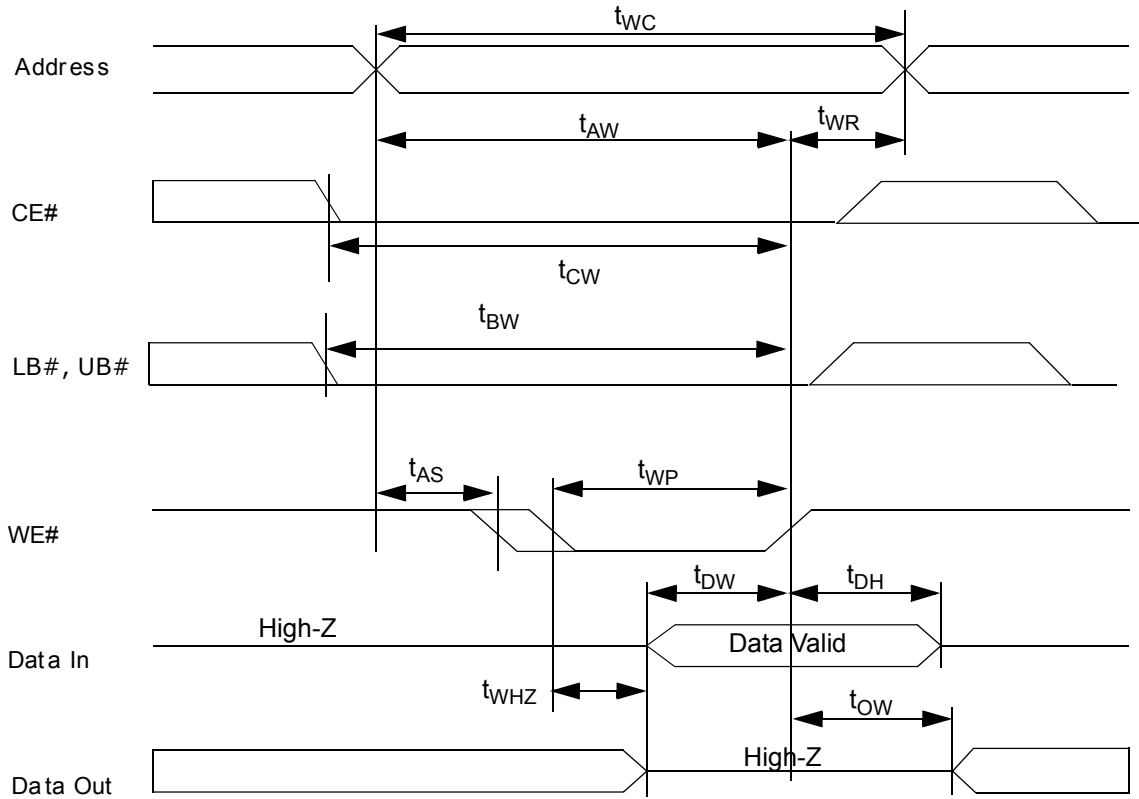 tWC
Address
tAW
tWR
CE#
tCW
tBW
LB#, UB#
tAS
tWP
WE#
tDW
tDH
High-Z
Data Valid
Data In
tWHZ
tOW
High-Z
Data Out